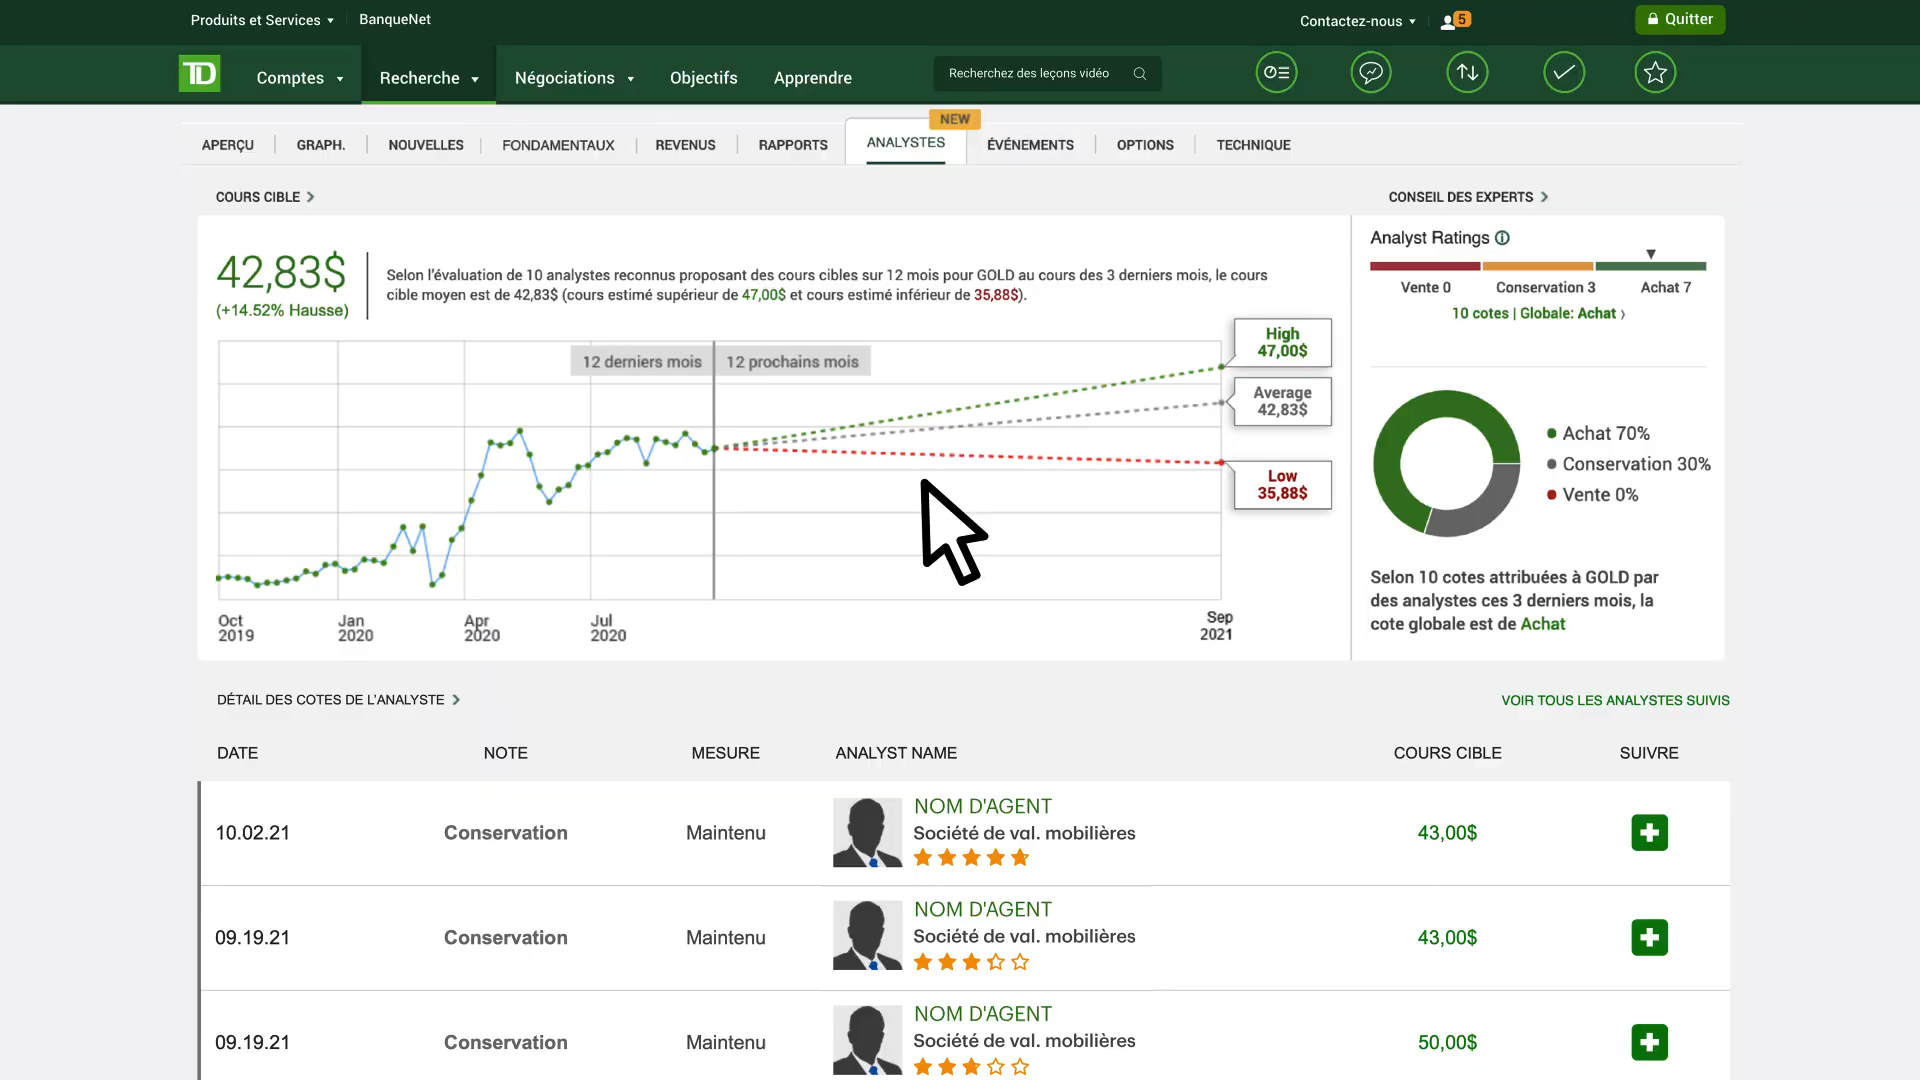 Produits et Services
BanqueNet
Contactez-nous
5
Quitter
TD
Comptes
Recherche
Négociations
Objectifs
Apprendre
Recherchez des leçons vidéo
NEW
APERÇU
GRAPH.
NOUVELLES
FONDAMENTAUX
REVENUS
RAPPORTS
ANALYSTES
ÉVÉNEMENTS
OPTIONS
TECHNIQUE
COURS CIBLE
CONSEIL DES EXPERTS
42,83$
(+14.52% Hausse)
Selon l'évaluation de 10 analystes reconnus proposant des cours cibles sur 12 mois pour GOLD au cours des 3 derniers mois, le cours
cible moyen est de 42,83$ (cours estimé supérieur de 47,00$ et cours estimé inférieur de 35,88$).
12 derniers mois
12 prochains mois
High
47,00$
Average
42,83$
Low
35,88$
Oct
2019
Jan
2020
Apr
2020
Jul
2020
Sep
2021
Analyst Ratings
Vente 0
Conservation 3
Achat 7
10 cotes | Globale: Achat
Achat 70%
Conservation 30%
Vente 0%
Selon 10 cotes attribuées à GOLD par
des analystes ces 3 derniers mois, la
cote globale est de Achat
DÉTAIL DES COTES DE L'ANALYSTE
VOIR TOUS LES ANALYSTES SUIVIS
DATE
NOTE
MESURE
ANALYST NAME
COURS CIBLE
SUIVRE
10.02.21
Conservation
Maintenu
NOM D'AGENT
Société de val. mobilières
43,00$
09.19.21
Conservation
Maintenu
NOM D'AGENT
Société de val. mobilières
43,00$
09.19.21
Conservation
Maintenu
NOM D'AGENT
Société de val. mobilières
50,00$